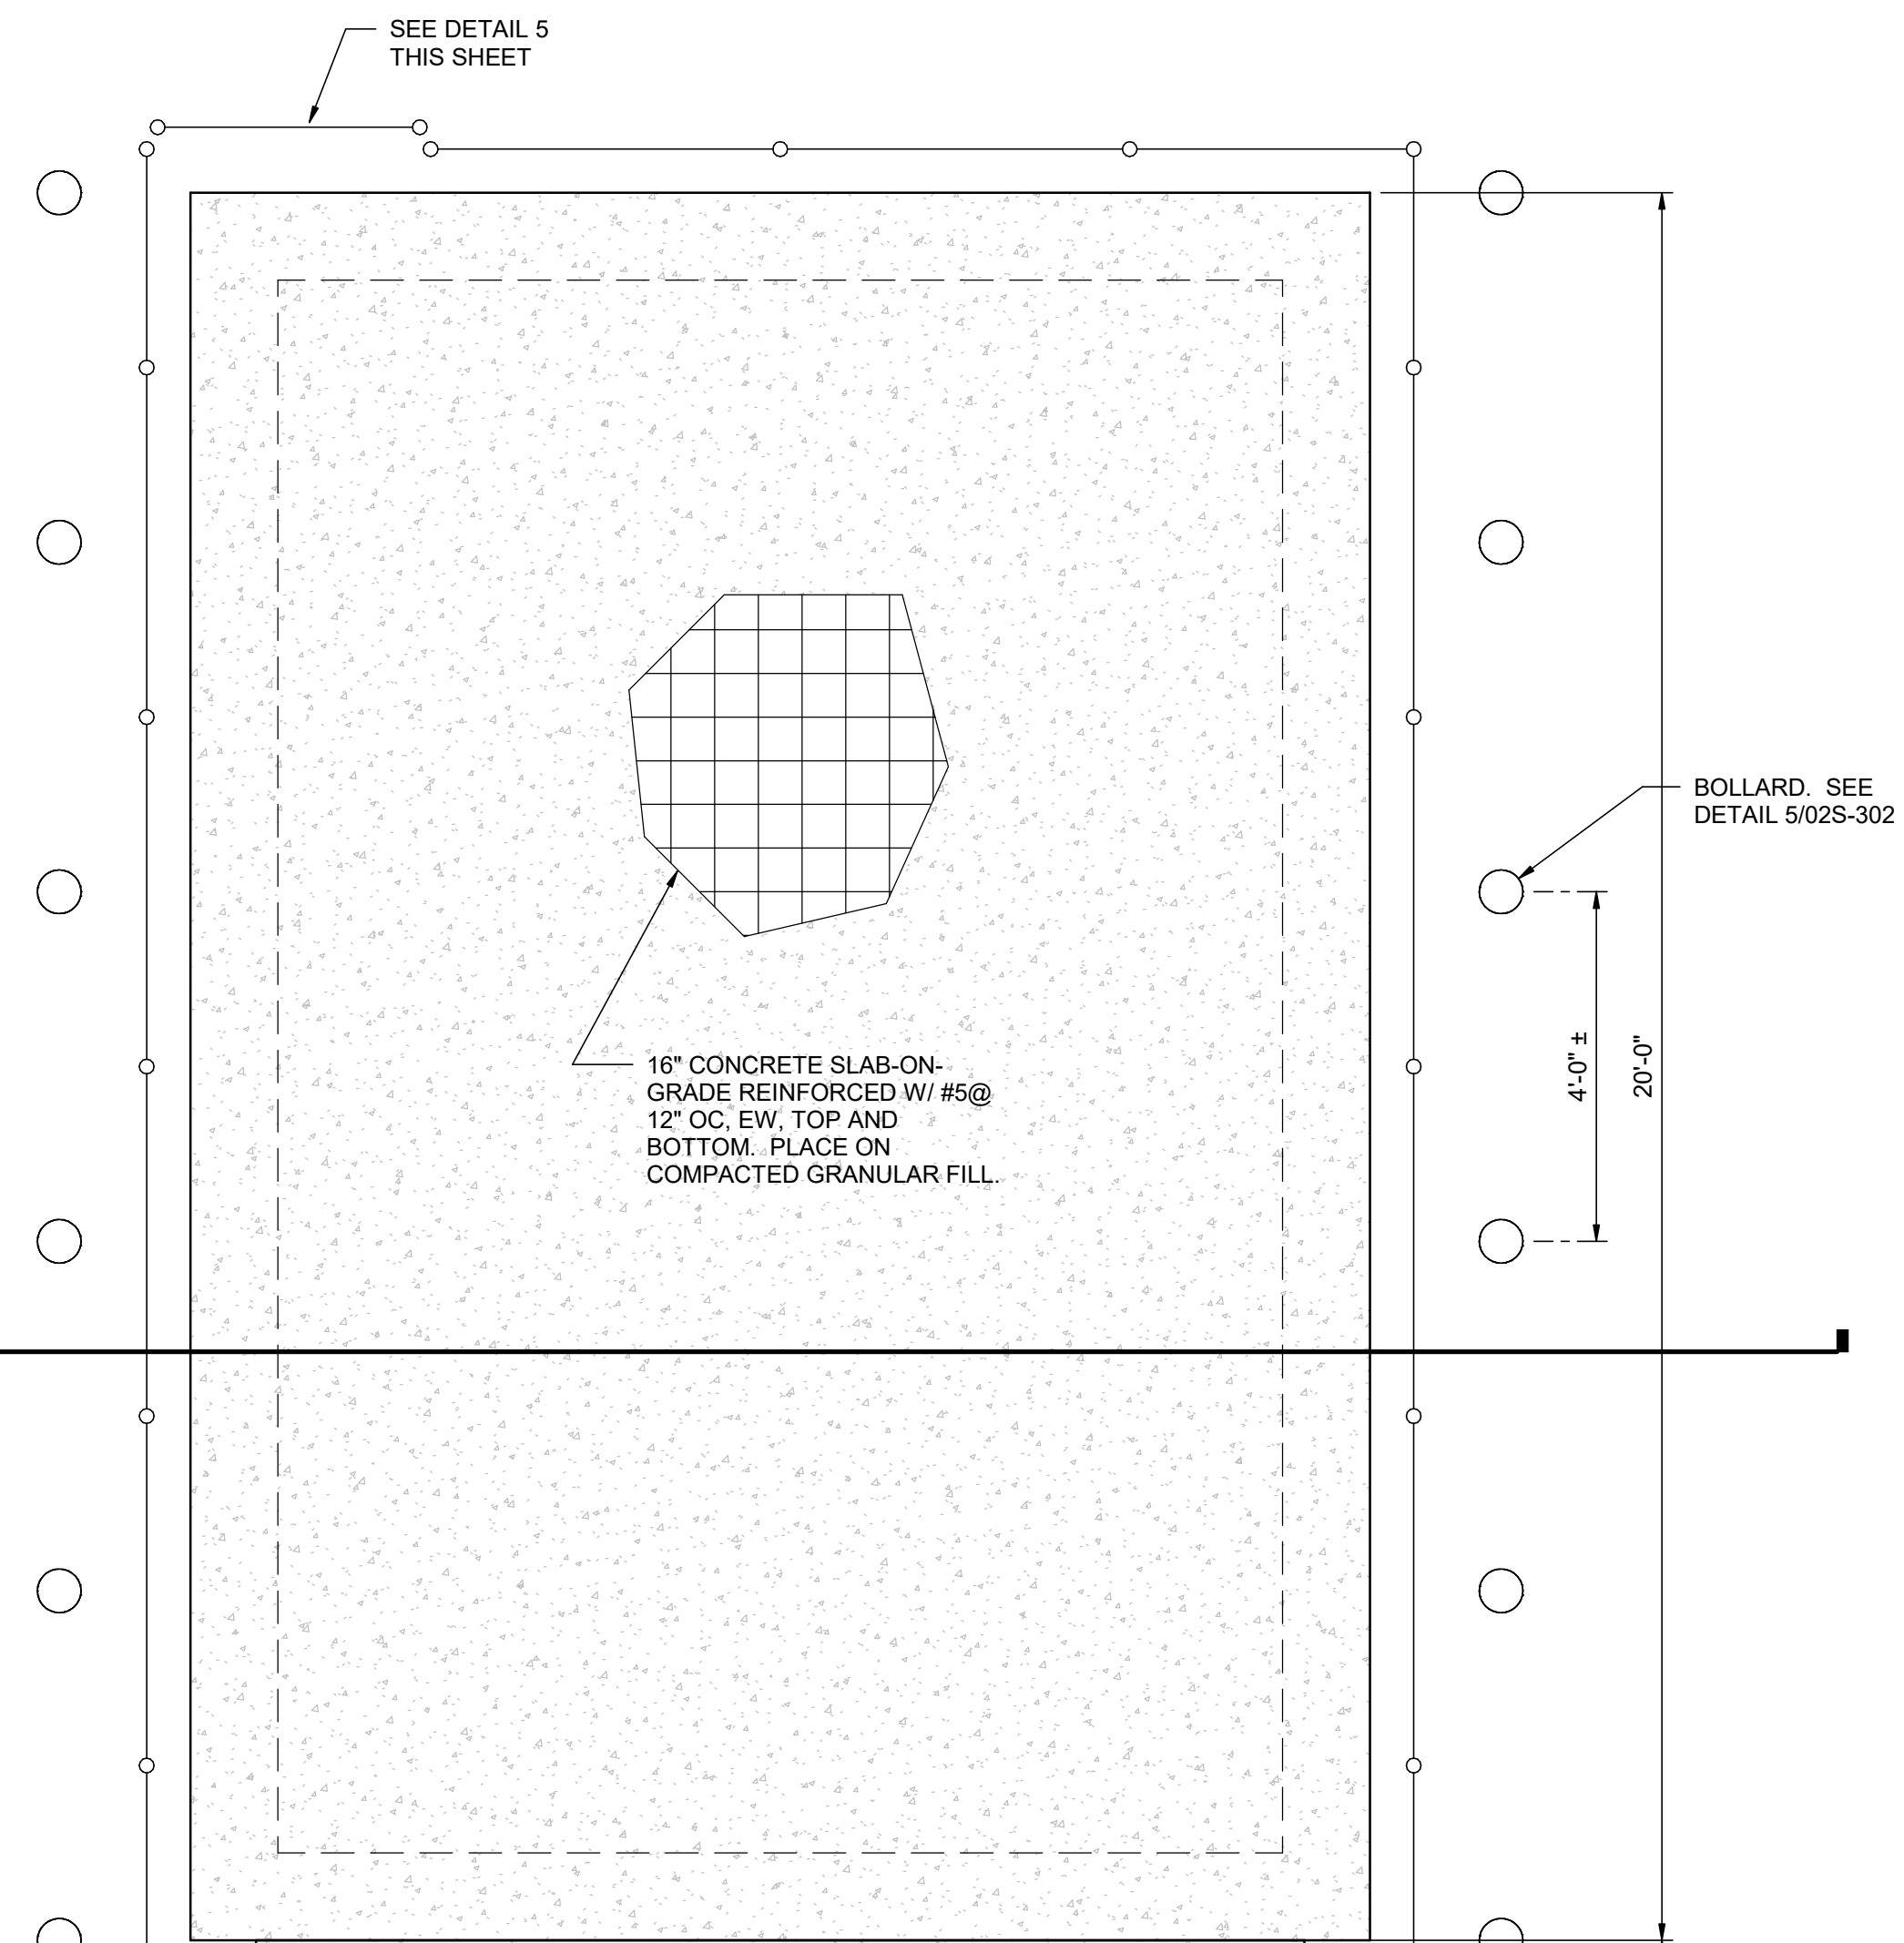 SEE DETAIL 5
THIS SHEET
BOLLARD.  SEE
DETAIL 5/02S-302
16" CONCRETE SLAB-ON-
GRADE REINFORCED W/ #5@
12" OC, EW, TOP AND
BOTTOM.  PLACE ON
COMPACTED GRANULAR FILL.
4'-0" ±
20'-0"